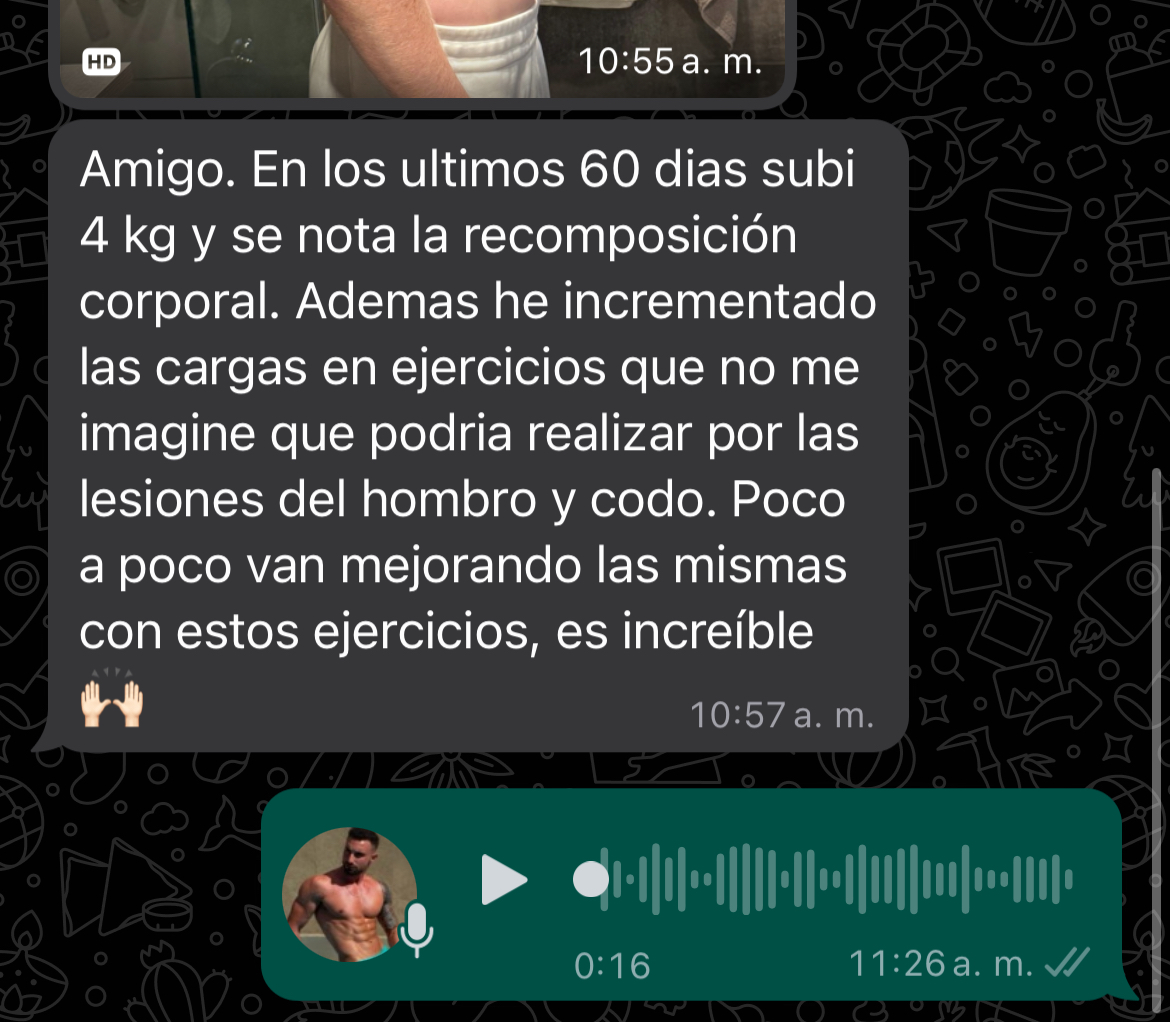 HD
10:55 a. m.
Amigo. En los ultimos 60 dias subi
4 kg y se nota la recomposición
corporal. Ademas he incrementado
las cargas en ejercicios que no me
imagine que podria realizar por las
lesiones del hombro y codo. Poco
a poco van mejorando las mismas
con estos ejercicios, es increíble
🙌🏻
10:57 a. m.
0:16
11:26 a. m.